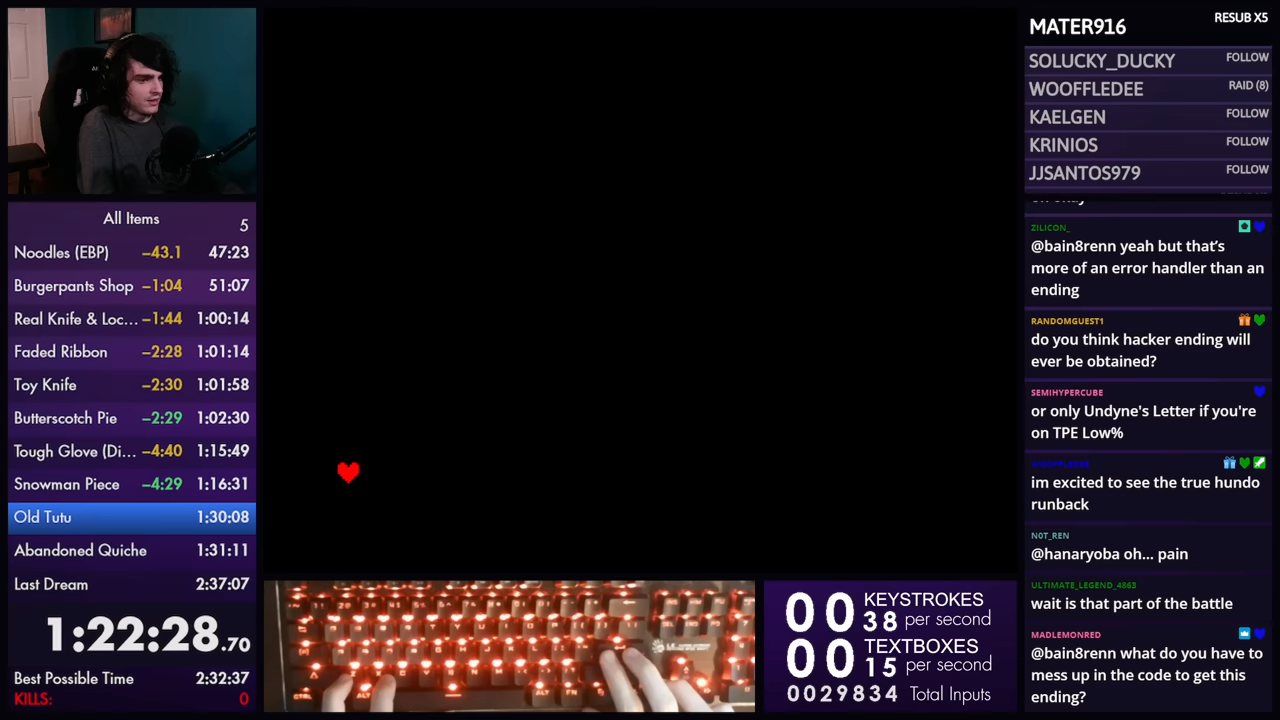 All Items
5
Noodles (EBP) −43.1 47:23
Burgerpants Shop −1:04 51:07
Real Knife & Loc... −1:44 1:00:14
Faded Ribbon −2:28 1:01:14
Toy Knife −2:30 1:01:58
Butterscotch Pie −2:29 1:02:30
Tough Glove (Di... −4:40 1:15:49
Snowman Piece −4:29 1:16:31
Old Tutu 1:30:08
Abandoned Quiche 1:31:11
Last Dream 2:37:07
1:22:28.70
Best Possible Time 2:32:37
KILLS: 0
00 38 KEYSTROKES per second
00 15 TEXTBOXES per second
0029834 Total Inputs
MATER916 RESUB X5
SOLUCKY_DUCKY FOLLOW
WOOFFLEDEE RAID (8)
KAELGEN FOLLOW
KRINIOS FOLLOW
JJSANTOS979 FOLLOW
ZILICON_
@bain8renn yeah but that's
more of an error handler than an
ending
RANDOMGUEST1
do you think hacker ending will
ever be obtained?
SEMIHYPERCUBE
or only Undyne's Letter if you're
on TPE Low%
im excited to see the true hundo
runback
N0T_REN
@hanaryoba oh... pain
ULTIMATE_LEGEND_4863
wait is that part of the battle
MADLEMONRED
@bain8renn what do you have to
mess up in the code to get this
ending?